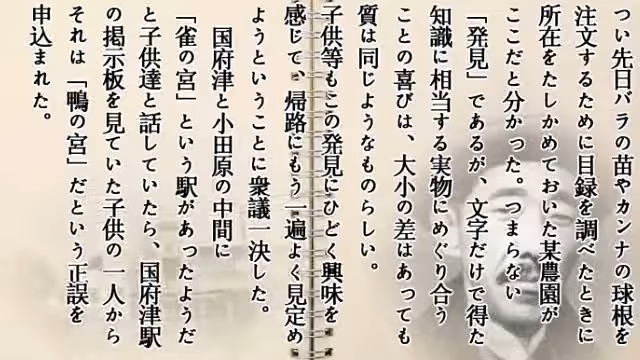 つい先日バラの苗やカンナの球根を
注文するために目録を調べたときに
所在をたしかめておいた某農園が
ここだと分かった。つまらない
「発見」であるが、文字だけで得た
知識に相当する実物にめぐり合う
ことの喜びは、大小の差はあっても
質は同じようなものらしい。
子供等もこの発見にひどく興味を
感じて、帰路にもう一遍よく見定め
ようということに衆議一決した。
国府津と小田原の中間に
「雀の宮」という駅があったようだ
と子供達と話していたら、国府津駅
の掲示板を見ていた子供の一人から
それは「鴨の宮」だという正誤を
申込まれた。